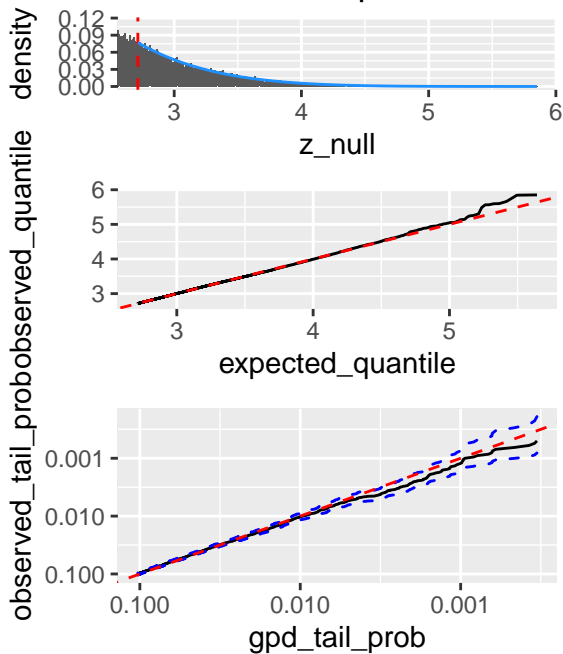 0.12
0.09
0.06
0.03
0.00
density
3 4 5 6
z_null
6
5
4
3
observed_quantile
3 4 5
expected_quantile
0.001
0.010
0.100
observed_tail_prob
0.100 0.010 0.001
gpd_tail_prob